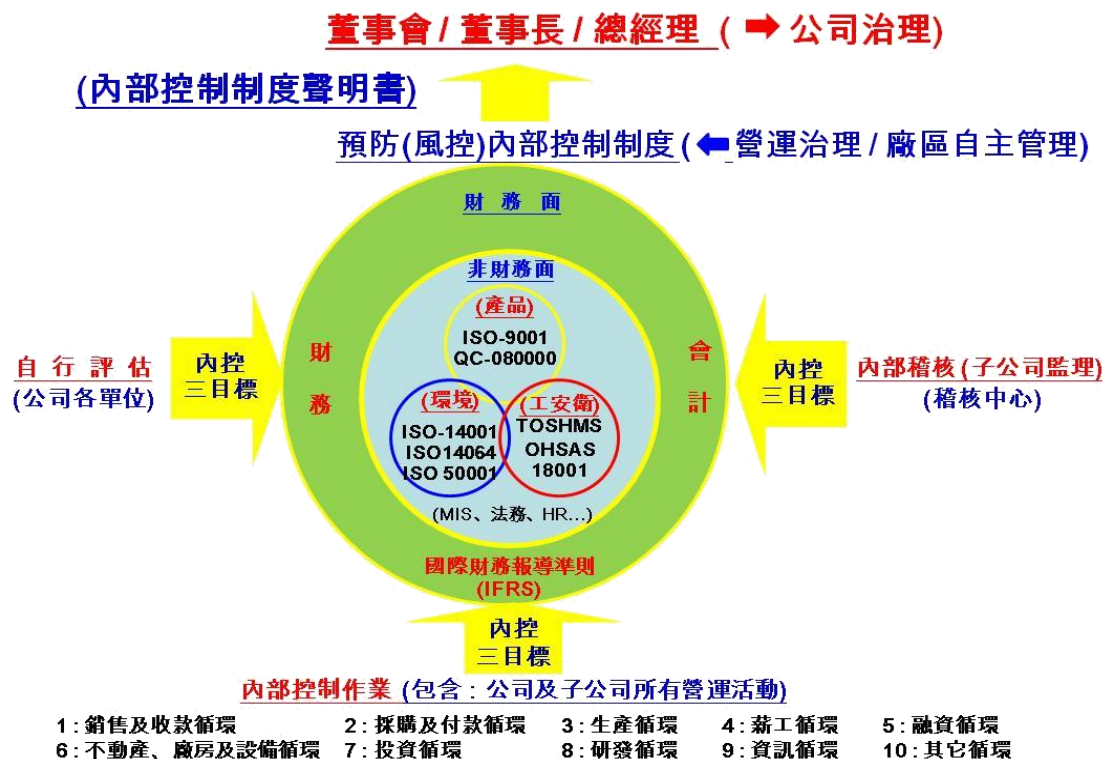 董事會 / 董事長 / 總經理 ( ➡ 公司治理)
(內部控制制度聲明書)
預防(風控)內部控制制度 (⬅ 營運治理 / 廠區自主管理)
財 務 面
非財務面
(產品)
ISO-9001
QC-080000
財
務
會
計
自 行 評 估
(公司各單位)
內控
三目標
內控
三目標
內部稽核 (子公司監理)
(稽核中心)
(環境)
ISO-14001
ISO14064
ISO 50001
(工安衛)
TOSHMS
OHSAS
18001
(MIS、法務、HR...)
國際財務報導準則
(IFRS)
內控
三目標
內部控制作業 (包含 : 公司及子公司所有營運活動)
1 : 銷售及收款循環 2 : 採購及付款循環 3 : 生產循環 4 : 薪工循環 5 : 融資循環
6 : 不動產、廠房及設備循環 7 : 投資循環 8 : 研發循環 9 : 資訊循環 10 : 其它循環